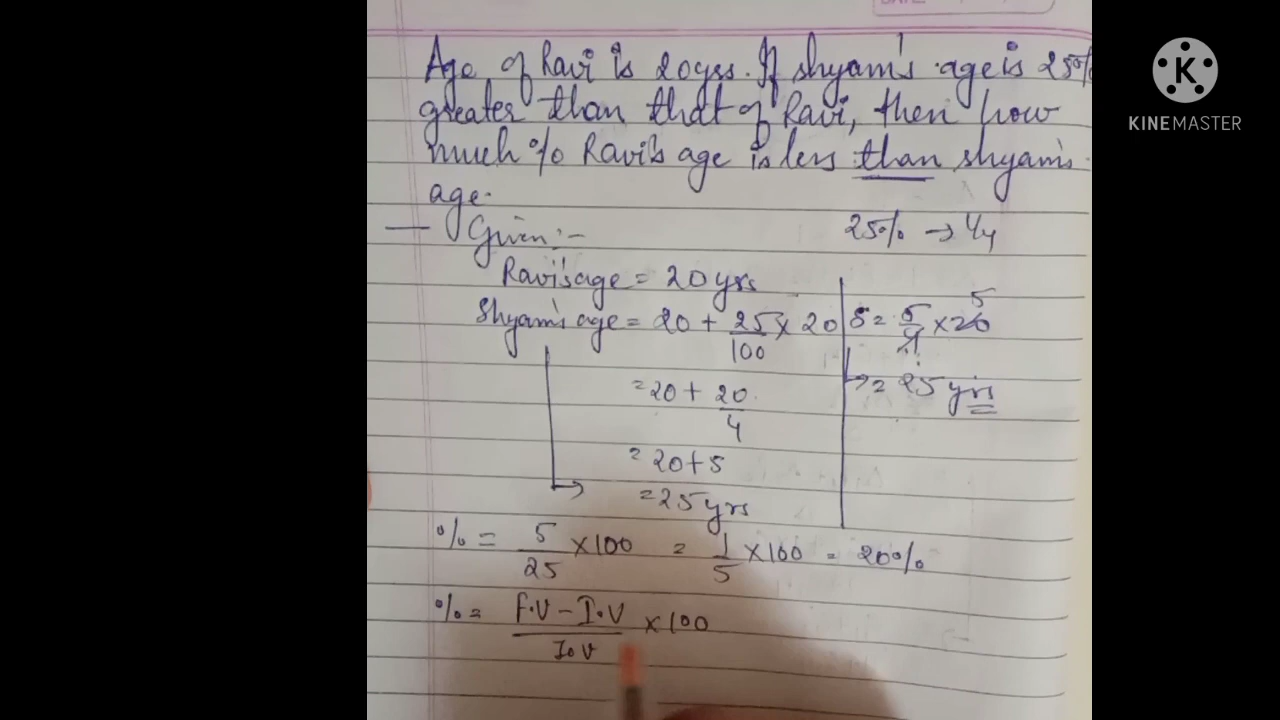 Age of Ravi is 20yrs. If Shyam's age is 25%
greater than that of Ravi, then how
much % Ravi's age is less than Shyam's
age.
Given:-
25% → 1/4
Ravi's age = 20 yrs
Shyam's age = 20 + 25/100 × 20
= 20 + 20/4
= 20+5
= 25 yrs
S = 5/4 × 20 5
= 25 yrs
% = 5/25 × 100 = 1/5 × 100 = 20%
% = F.V - I.V / I.V × 100
K
KINEMASTER